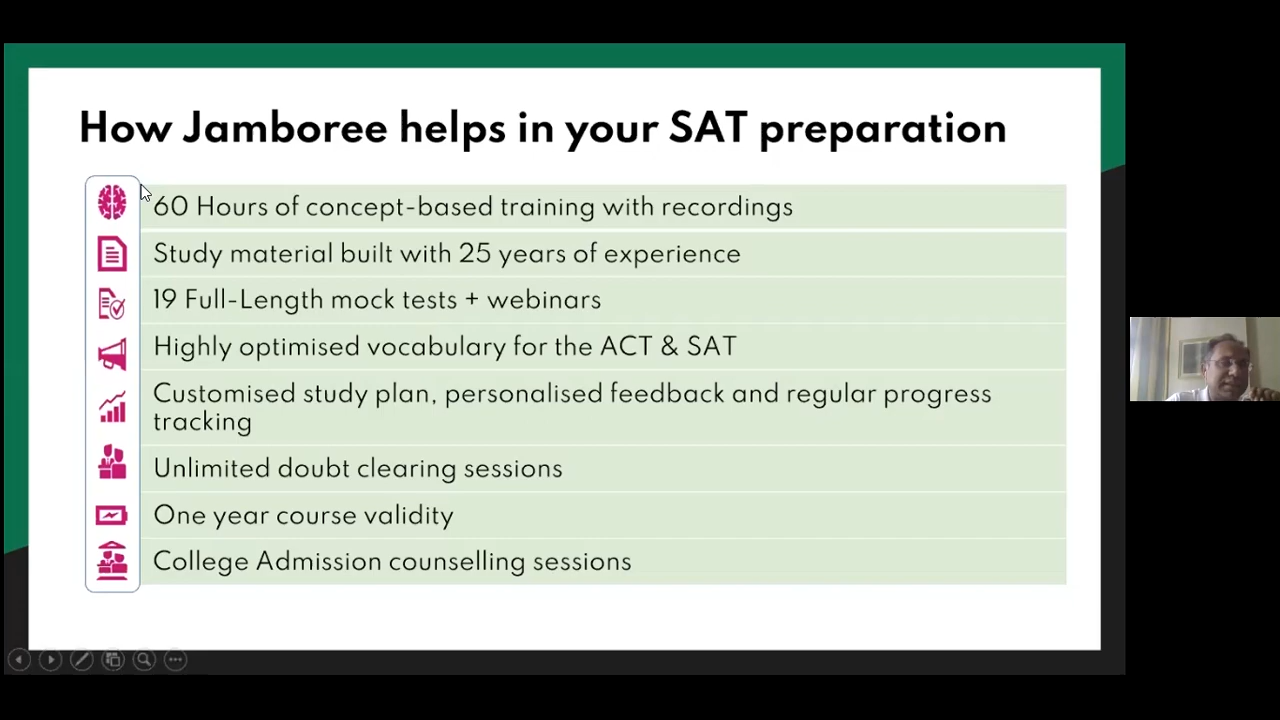 How Jamboree helps in your SAT preparation
60 Hours of concept-based training with recordings
Study material built with 25 years of experience
19 Full-Length mock tests + webinars
Highly optimised vocabulary for the ACT & SAT
Customised study plan, personalised feedback and regular progress
tracking
Unlimited doubt clearing sessions
One year course validity
College Admission counselling sessions